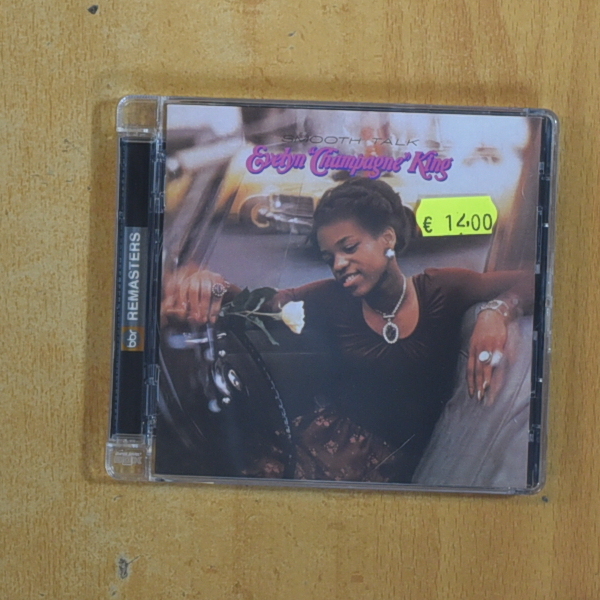 SMOOTH TALK
Evelyn "Champagne" King
€ 14.00
bbr REMASTERS